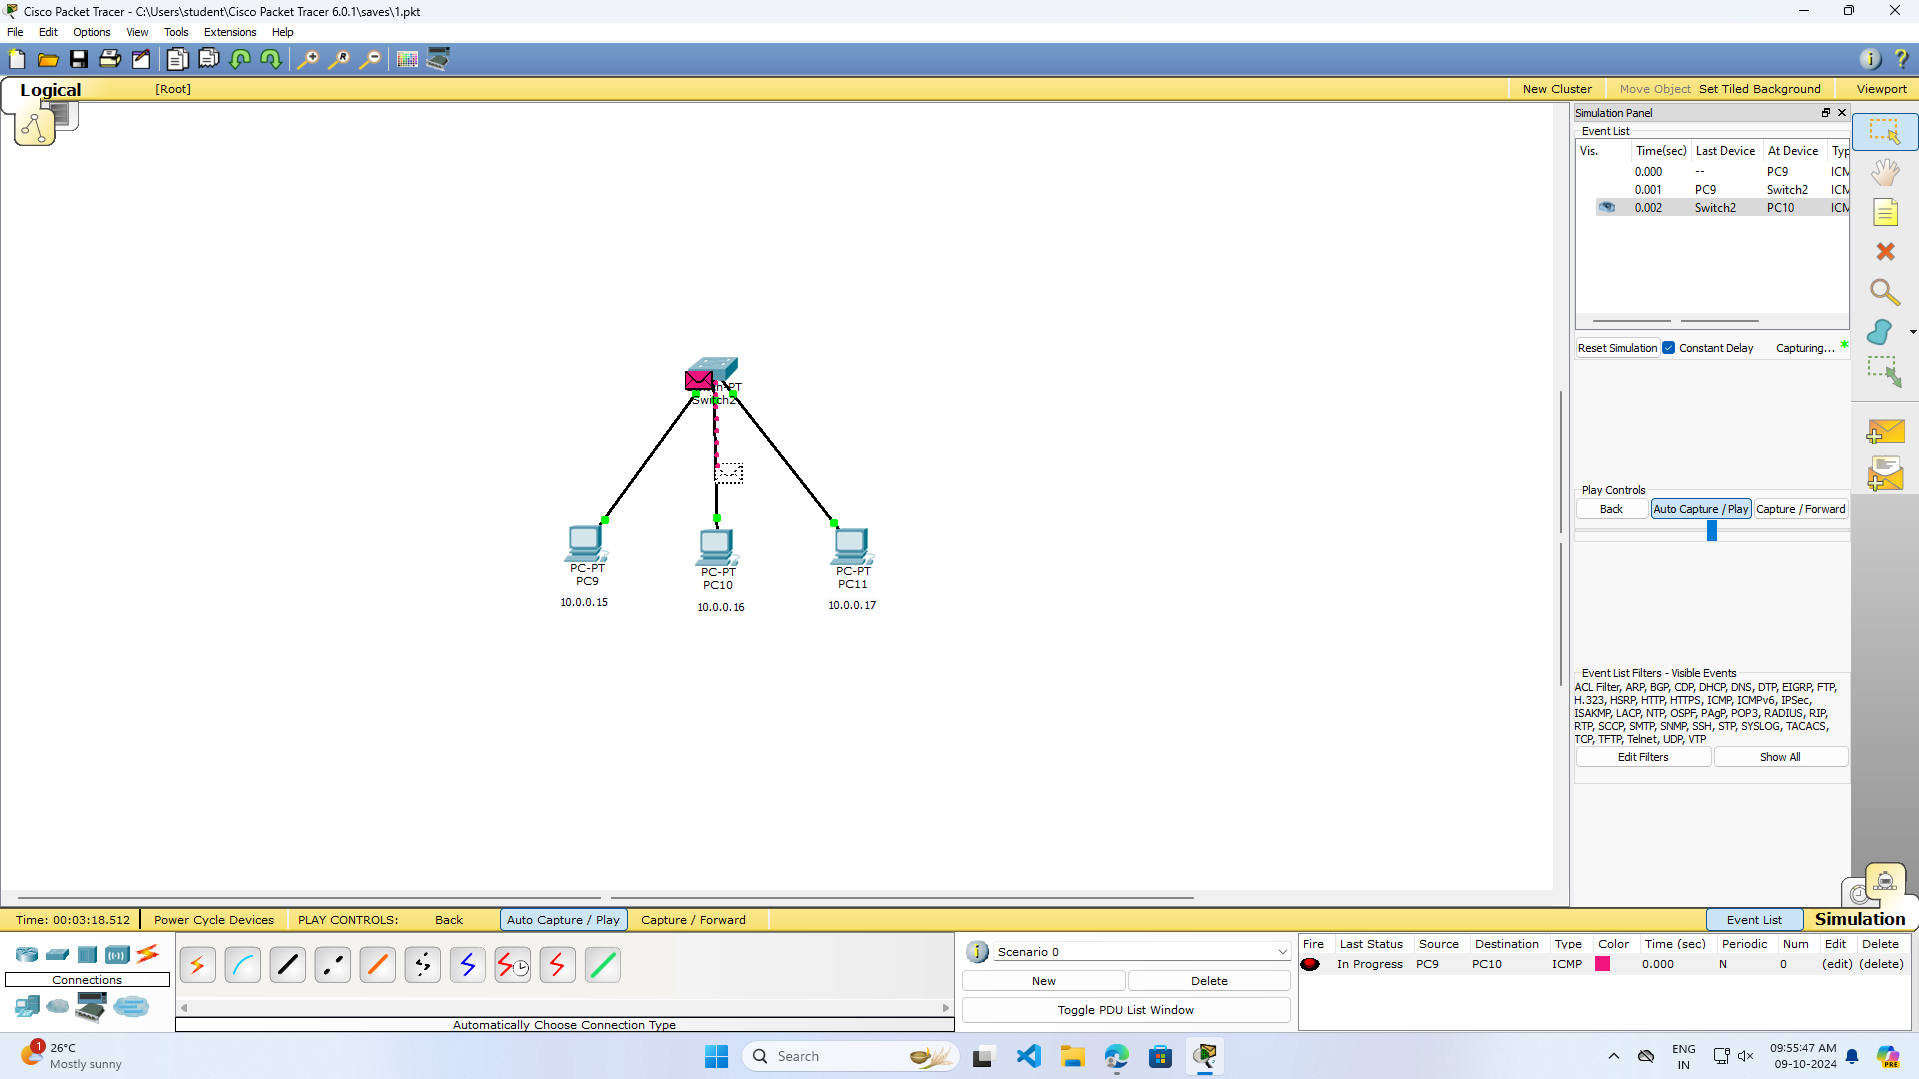 Cisco Packet Tracer - C:\Users\student\Cisco Packet Tracer 6.0.1\saves\1.pkt
File Edit Options View Tools Extensions Help
Logical [Root] New Cluster Move Object Set Tiled Background Viewport
Simulation Panel
Event List
Vis. Time(sec) Last Device At Device Typ
0.000 -- PC9 ICM
0.001 PC9 Switch2 ICM
0.002 Switch2 PC10 ICM
Reset Simulation Constant Delay Capturing... *
Switch2
Play Controls
Back Auto Capture / Play Capture / Forward
PC-PT PC-PT PC-PT
PC9 PC10 PC11
10.0.0.15 10.0.0.16 10.0.0.17
Event List Filters - Visible Events
ACL Filter, ARP, BGP, CDP, DHCP, DNS, DTP, EIGRP, FTP,
H.323, HSRP, HTTP, HTTPS, ICMP, ICMPv6, IPSec,
ISAKMP, LACP, NTP, OSPF, PAgP, POP3, RADIUS, RIP,
RTP, SCCP, SMTP, SNMP, SSH, STP, SYSLOG, TACACS,
TCP, TFTP, Telnet, UDP, VTP
Edit Filters Show All
Time: 00:03:18.512 Power Cycle Devices PLAY CONTROLS: Back Auto Capture / Play Capture / Forward Event List Simulation
Connections
Automatically Choose Connection Type
Scenario 0
New Delete
Toggle PDU List Window
Fire Last Status Source Destination Type Color Time (sec) Periodic Num Edit Delete
In Progress PC9 PC10 ICMP 0.000 N 0 (edit) (delete)
1
26°C
Mostly sunny
Search
ENG
IN
09:55:47 AM
09-10-2024
PRE